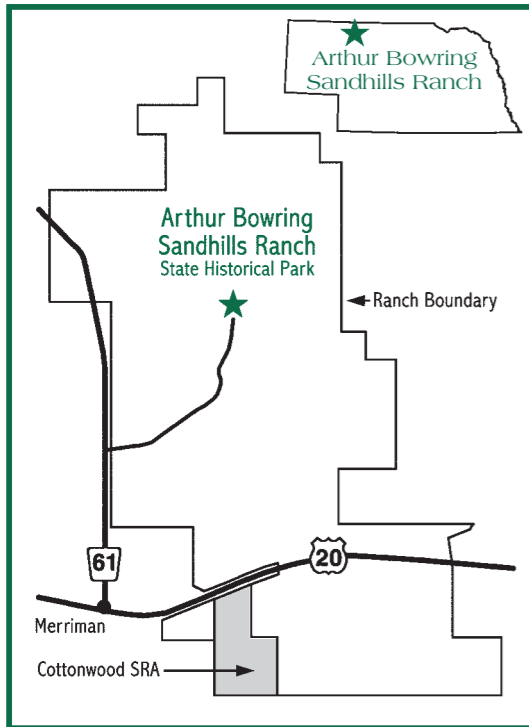 Arthur Bowring
Sandhills Ranch
Arthur Bowring
Sandhills Ranch
State Historical Park
Ranch Boundary
61
20
Merriman
Cottonwood SRA